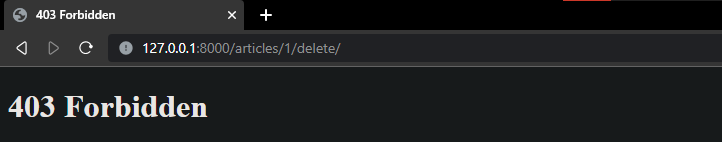 403 Forbidden
127.0.0.1:8000/articles/1/delete/
403 Forbidden